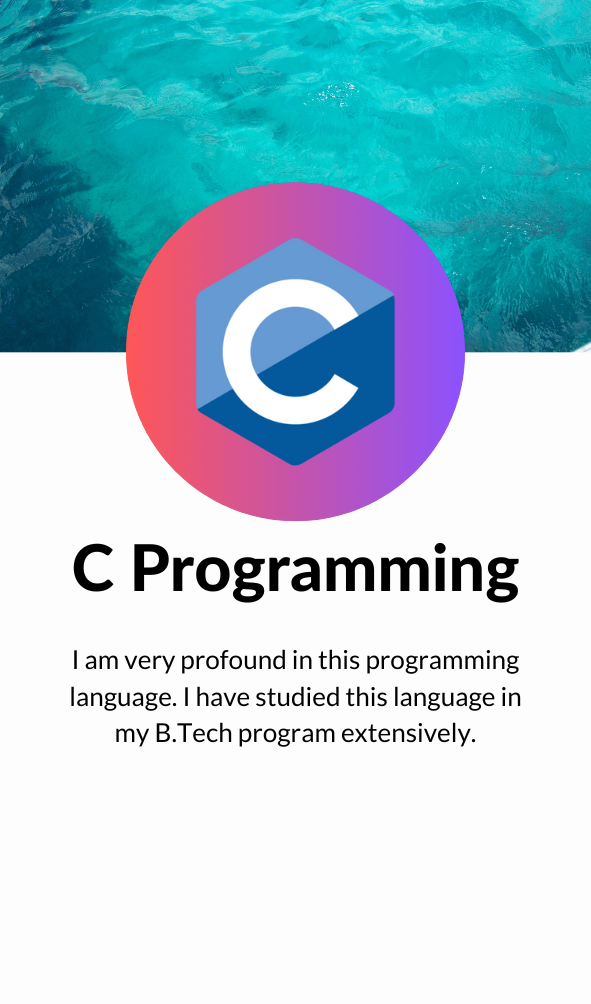 C
C Programming
I am very profound in this programming
language. I have studied this language in
my B.Tech program extensively.